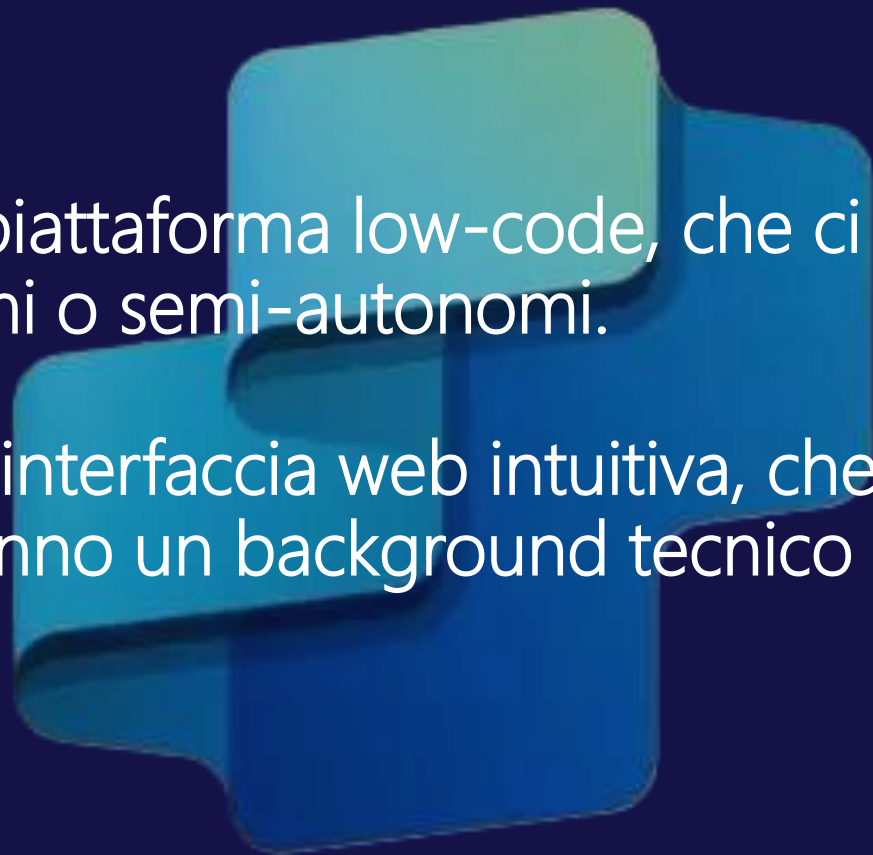 piattaforma low-code, che ci
ni o semi-autonomi.
interfaccia web intuitiva, che
nno un background tecnico